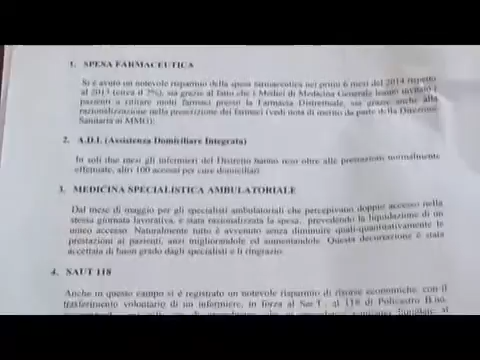 1. SPESA FARMACEUTICA
Si è avuto un notevole risparmio della spesa farmaceutica nei primi 6 mesi del 2014 rispetto
al 2013 (circa il 2%), sia grazie al fatto che i Medici di Medicina Generale hanno invitato i
pazienti a ritirare molti farmaci presso la Farmacia Distrettuale, sia grazie anche alla
razionalizzazione nella prescrizione dei farmaci (vedi nota di merito da parte della Direzione
Sanitaria ai MMG).
2. A.D.I. (Assistenza Domiciliare Integrata)
In soli due mesi gli infermieri del Distretto hanno reso oltre alle prestazioni normalmente
effettuate, altri 100 accessi per cure domiciliari
3. MEDICINA SPECIALISTICA AMBULATORIALE
Dal mese di maggio per gli specialisti ambulatoriali che percepivano doppio accesso nella
stessa giornata lavorativa, è stata razionalizzata la spesa, prevedendo la liquidazione di un
unico accesso. Naturalmente tutto è avvenuto senza diminuire quali-quantitativamente le
prestazioni ai pazienti, anzi migliorandole ed aumentandole. Questa decurtazione è stata
accettata di buon grado dagli specialisti e li ringrazio.
4. SAUT 118
Anche in questo campo si è registrato un notevole risparmio di risorse economiche, con il
trasferimento volontario di un infermiere, in forza al Saut al 118 di Policastro B.no,